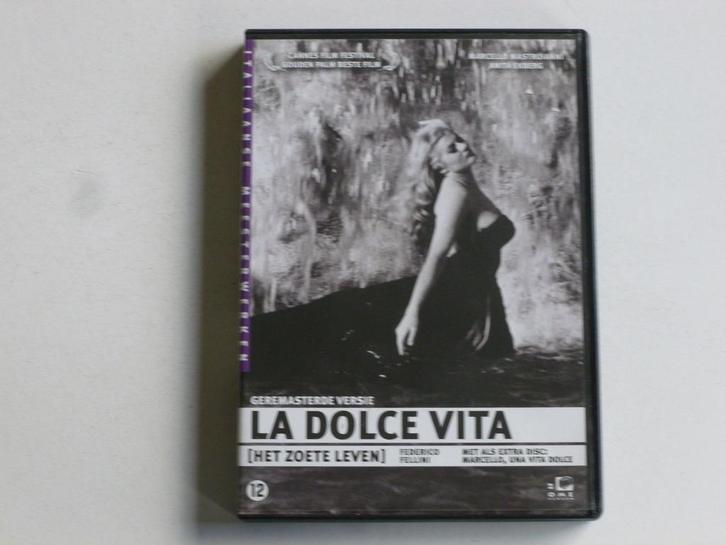 CANNES FILM FESTIVAL
GOUDEN PALM BESTE FILM
MARCELLO MASTROIANNI
ANITA EKBERG
ITALIAANSE MEESTERWERKEN
GEREMASTERDE VERSIE
LA DOLCE VITA
[HET ZOETE LEVEN]
FEDERICO
FELLINI
MET ALS EXTRA DISC:
MARCELLO, UNA VITA DOLCE
12